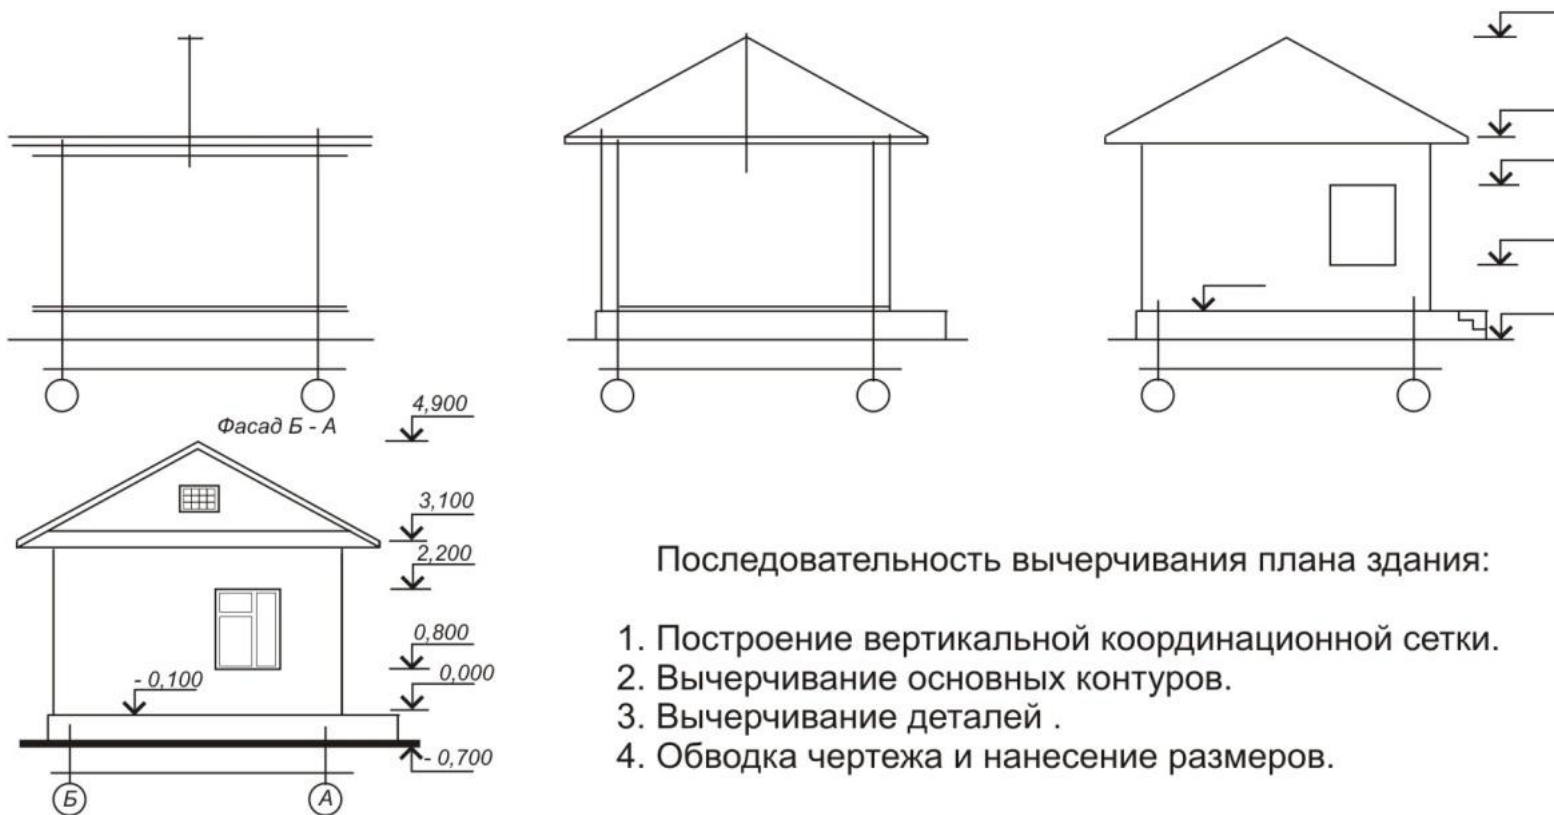 Фасад Б - А
4,900
3,100
2,200
0,800
0,000
- 0,100
- 0,700
Б
А
Последовательность вычерчивания плана здания:
1. Построение вертикальной координационной сетки.
2. Вычерчивание основных контуров.
3. Вычерчивание деталей .
4. Обводка чертежа и нанесение размеров.